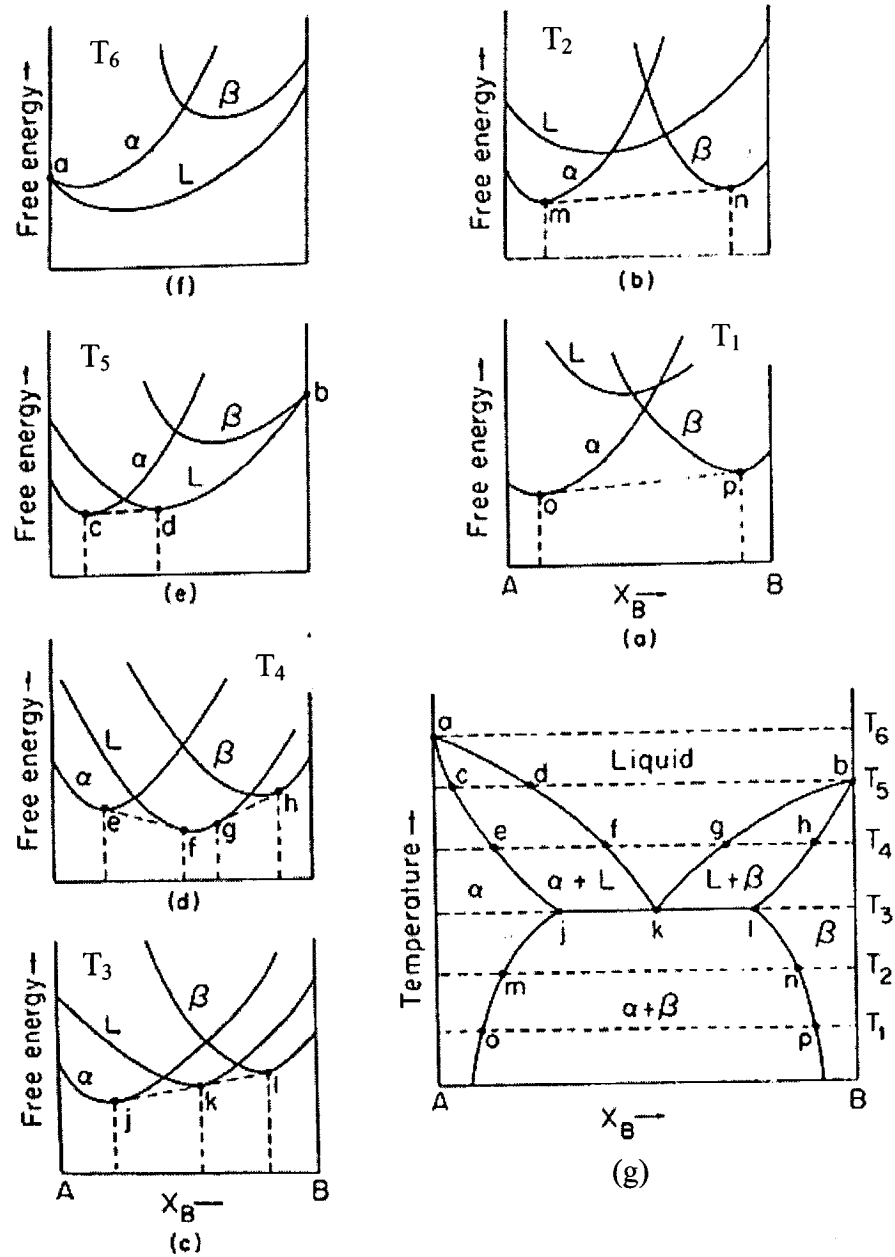 Free energy→
T6
α
β
a
L
(f)
Free energy→
T2
L
α
β
m
n
(b)
Free energy→
T5
β
b
α
L
c
d
(e)
Free energy→
T1
L
α
β
o
p
A
XB→
B
(a)
Free energy→
T4
L
β
α
e
f
g
h
(d)
Free energy→
T3
β
L
α
j
k
l
A
XB—
B
(c)
Temperature→
a
T6
Liquid
b
c
d
T5
e
f
g
h
T4
α
α+L
L+β
β
j
k
l
T3
m
n
T2
α+β
o
p
T1
A
XB→
B
(g)